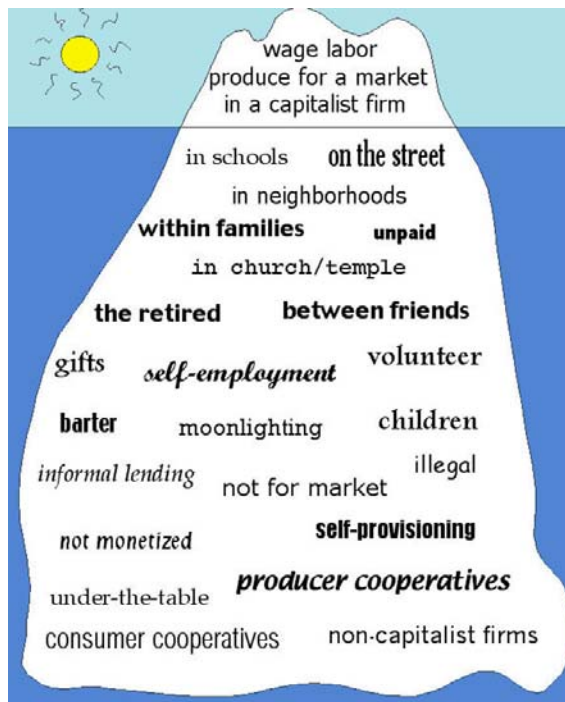 wage labor
produce for a market
in a capitalist firm
in schools on the street
in neighborhoods
within families unpaid
in church/temple
the retired between friends
gifts self-employment volunteer
barter moonlighting children
informal lending not for market illegal
not monetized self-provisioning
under-the-table producer cooperatives
consumer cooperatives non-capitalist firms